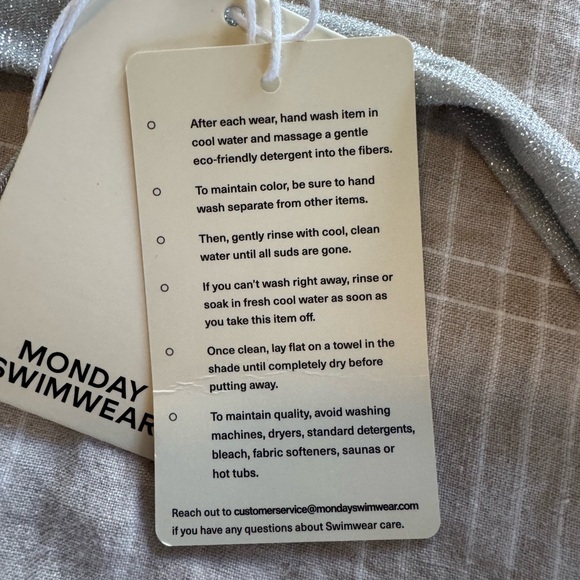 After each wear, hand wash item in
cool water and massage a gentle
eco-friendly detergent into the fibers.
To maintain color, be sure to hand
wash separate from other items.
Then, gently rinse with cool, clean
water until all suds are gone.
If you can't wash right away, rinse or
soak in fresh cool water as soon as
you take this item off.
Once clean, lay flat on a towel in the
shade until completely dry before
putting away.
To maintain quality, avoid washing
machines, dryers, standard detergents,
bleach, fabric softeners, saunas or
hot tubs.
Reach out to customerservice@mondayswimwear.com
if you have any questions about Swimwear care.
MONDAY
SWIMWEAR